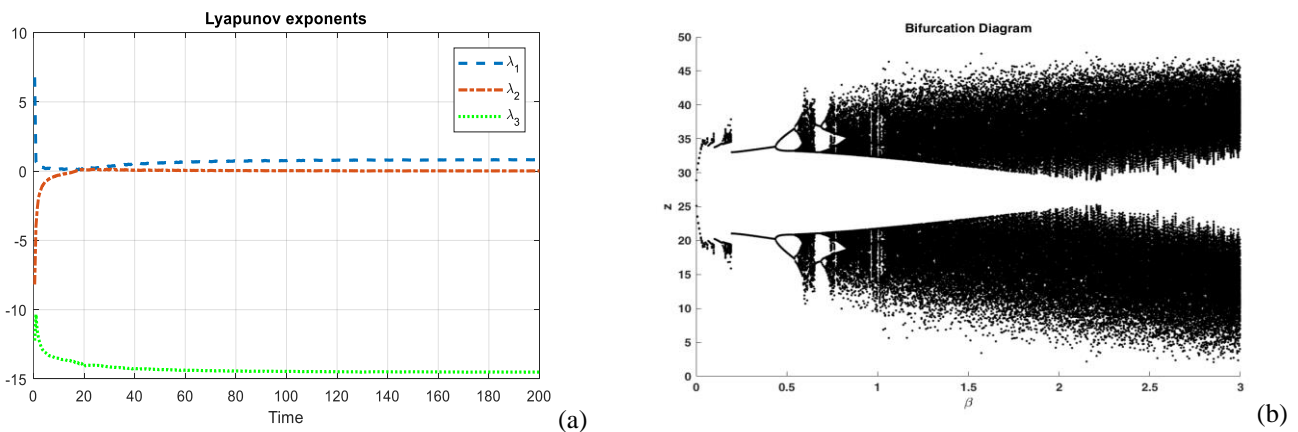 Lyapunov exponents
10
5
0
-5
-10
-15
0 20 40 60 80 100 120 140 160 180 200
Time
λ1
λ2
λ3
(a)
Bifurcation Diagram
50
45
40
35
30
25
20
15
10
5
0
z
0 0.5 1 1.5 2 2.5 3
β
(b)